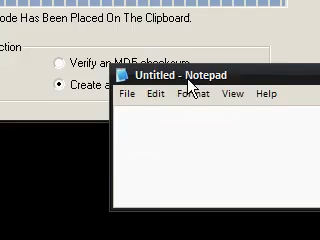 ode Has Been Placed On The Clipboard.
ction
Verify an MD5 checksum
Create a
Untitled - Notepad
File Edit Format View Help